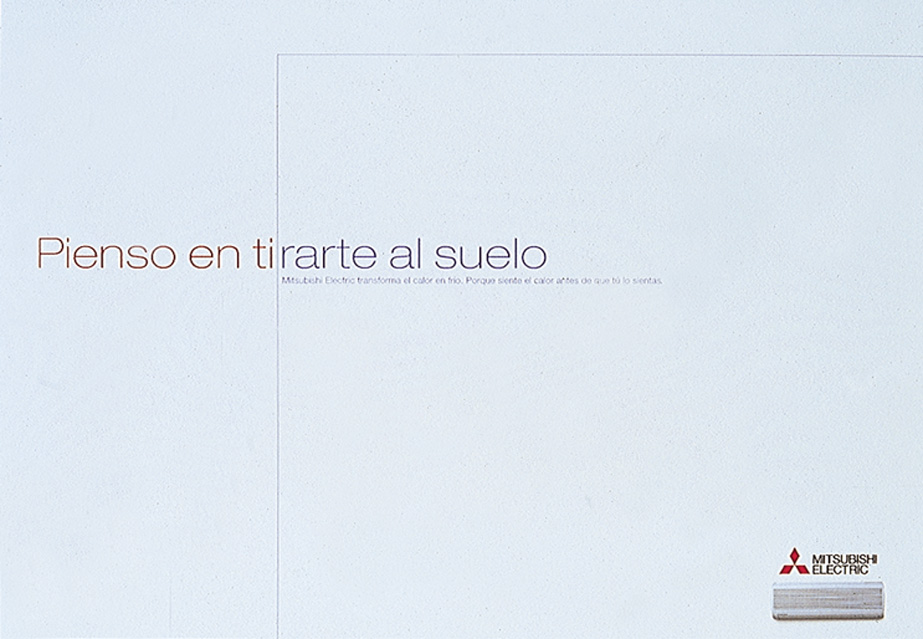 Pienso en tirarte al suelo
Mitsubishi Electric transforma el calor en frío. Porque siente el calor antes de que tú lo sientas.
MITSUBISHI
ELECTRIC